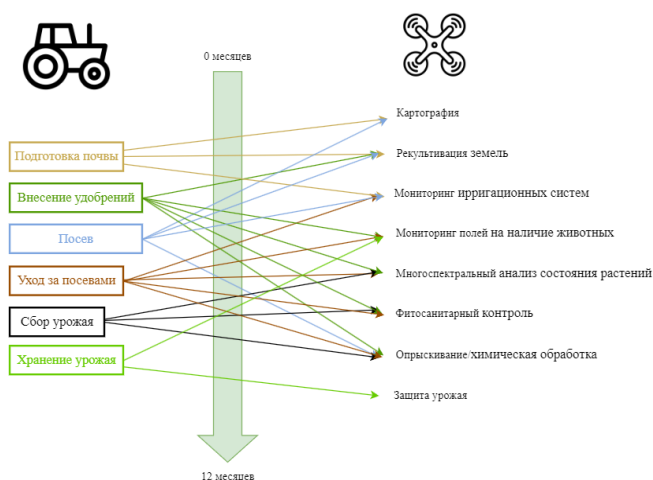 0 месяцев
Картография
Подготовка почвы
Рекультивация земель
Внесение удобрений
Мониторинг ирригационных систем
Посев
Мониторинг полей на наличие животных
Уход за посевами
Многоспектральный анализ состояния растений
Сбор урожая
Фитосанитарный контроль
Хранение урожая
Опрыскивание/химическая обработка
Защита урожая
12 месяцев